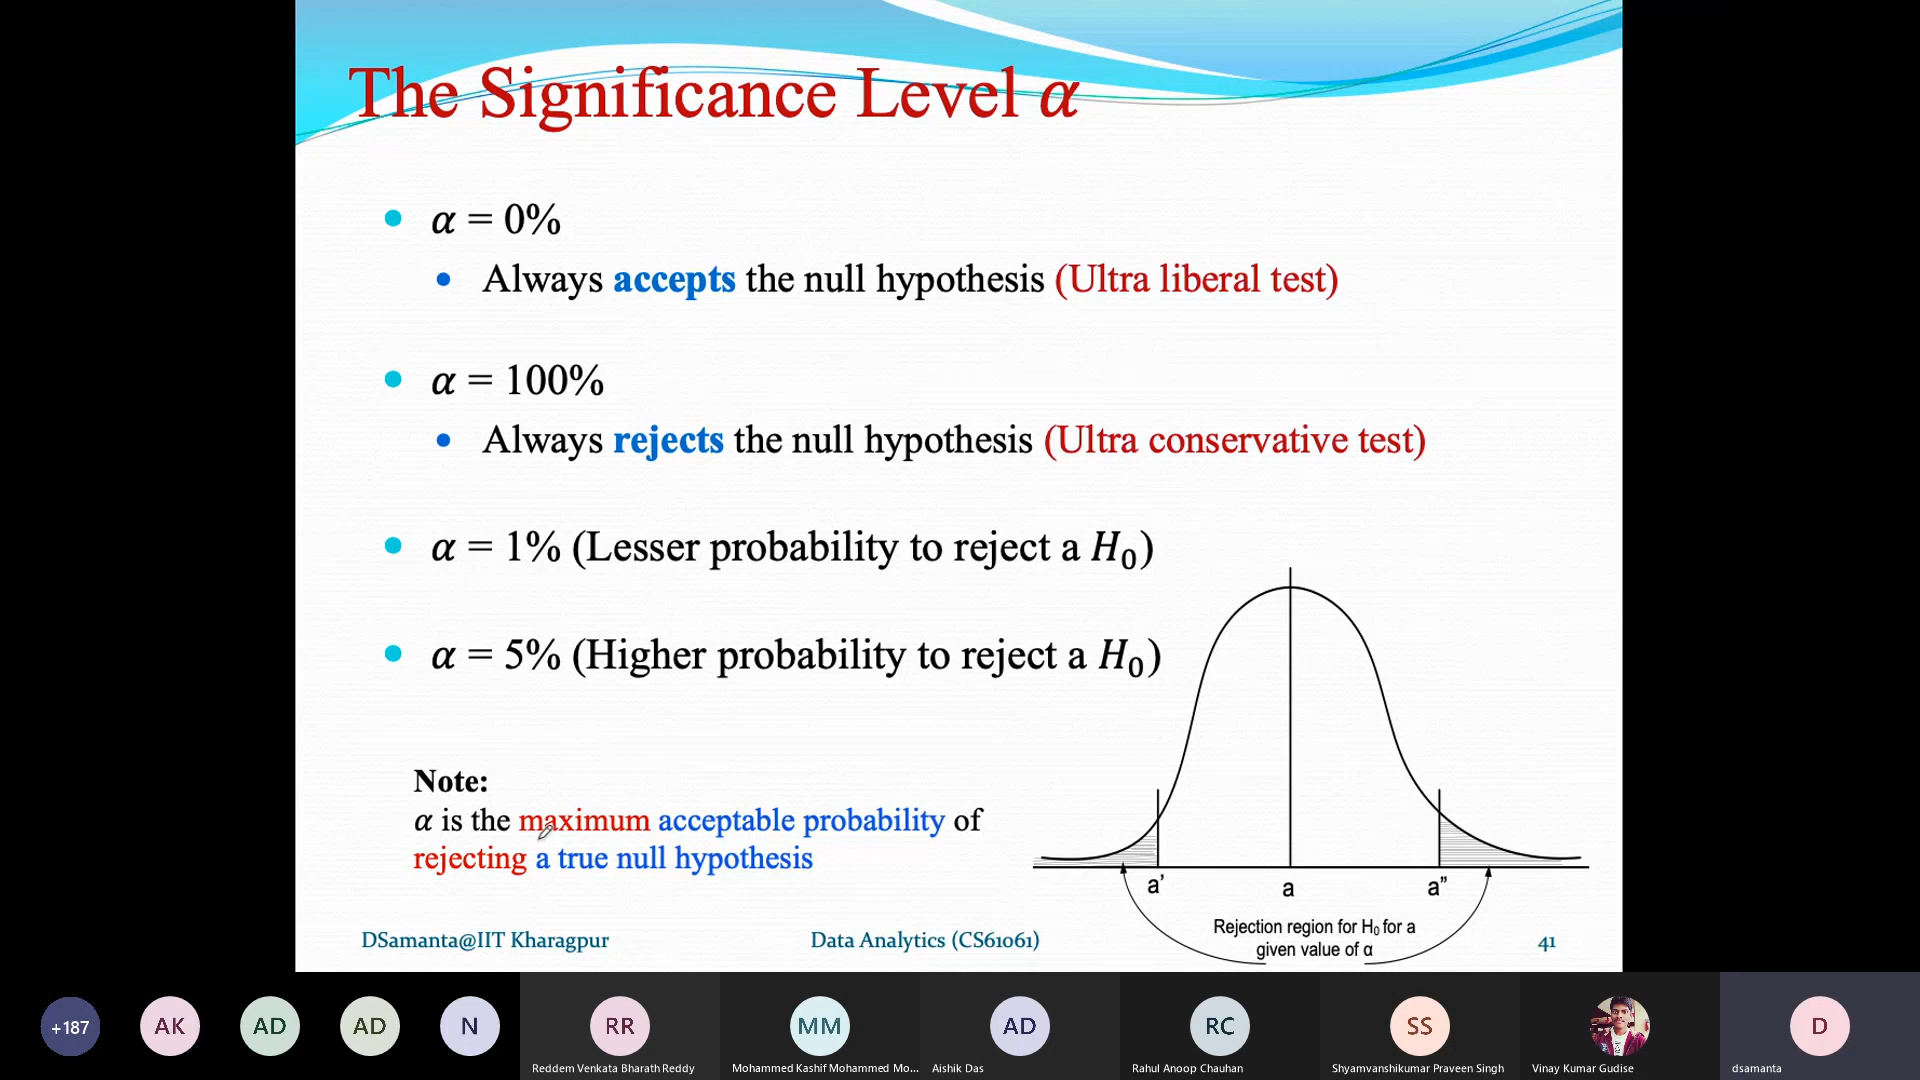 The Significance Level α
α = 0%
Always accepts the null hypothesis (Ultra liberal test)
α = 100%
Always rejects the null hypothesis (Ultra conservative test)
α = 1% (Lesser probability to reject a H₀)
α = 5% (Higher probability to reject a H₀)
Note:
α is the maximum acceptable probability of
rejecting a true null hypothesis
a’
a
a”
Rejection region for H₀ for a
given value of α
DSamanta@IIT Kharagpur
Data Analytics (CS61061)
41
+187
AK
AD
AD
N
RR
MM
AD
RC
SS
D
Reddem Venkata Bharath Reddy
Mohammed Kashif Mohammed Mo...
Aishik Das
Rahul Anoop Chauhan
Shyamvanshikumar Praveen Singh
Vinay Kumar Gudise
dsamanta